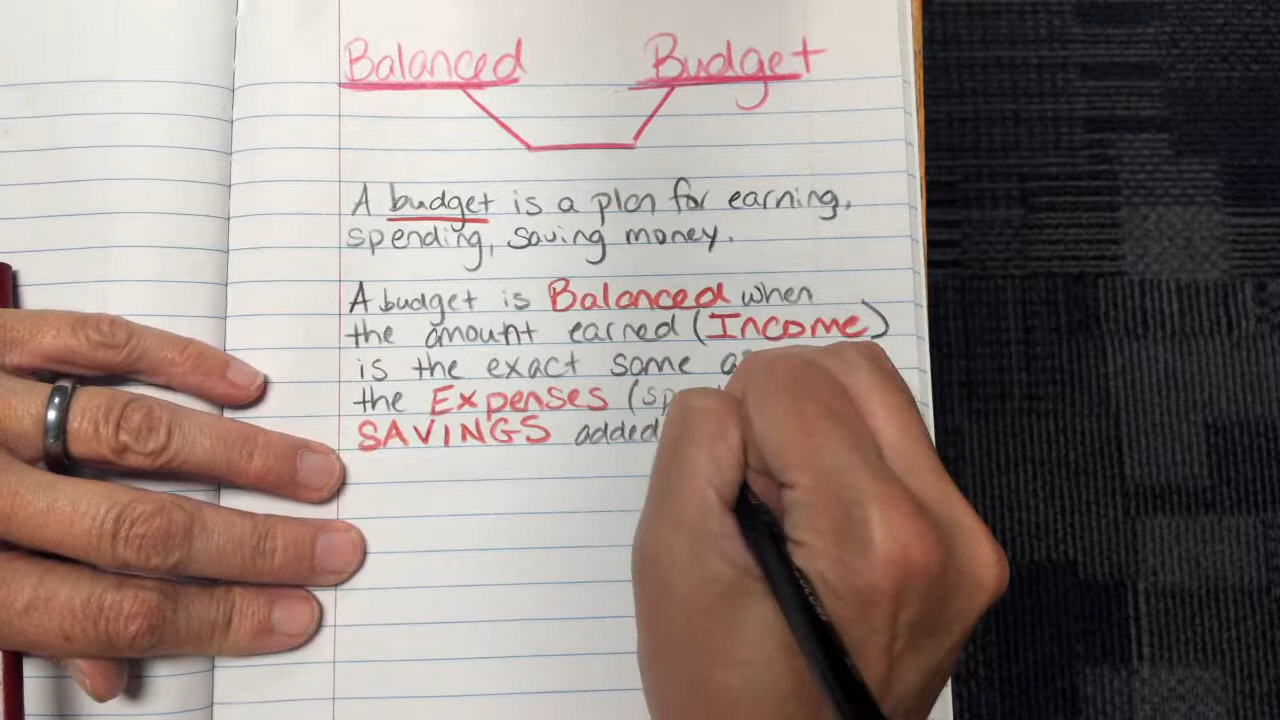 Balanced Budget
A budget is a plan for earning,
spending, saving money.
A budget is Balanced when
the amount earned (Income)
is the exact same
the Expenses
SAVINGS added